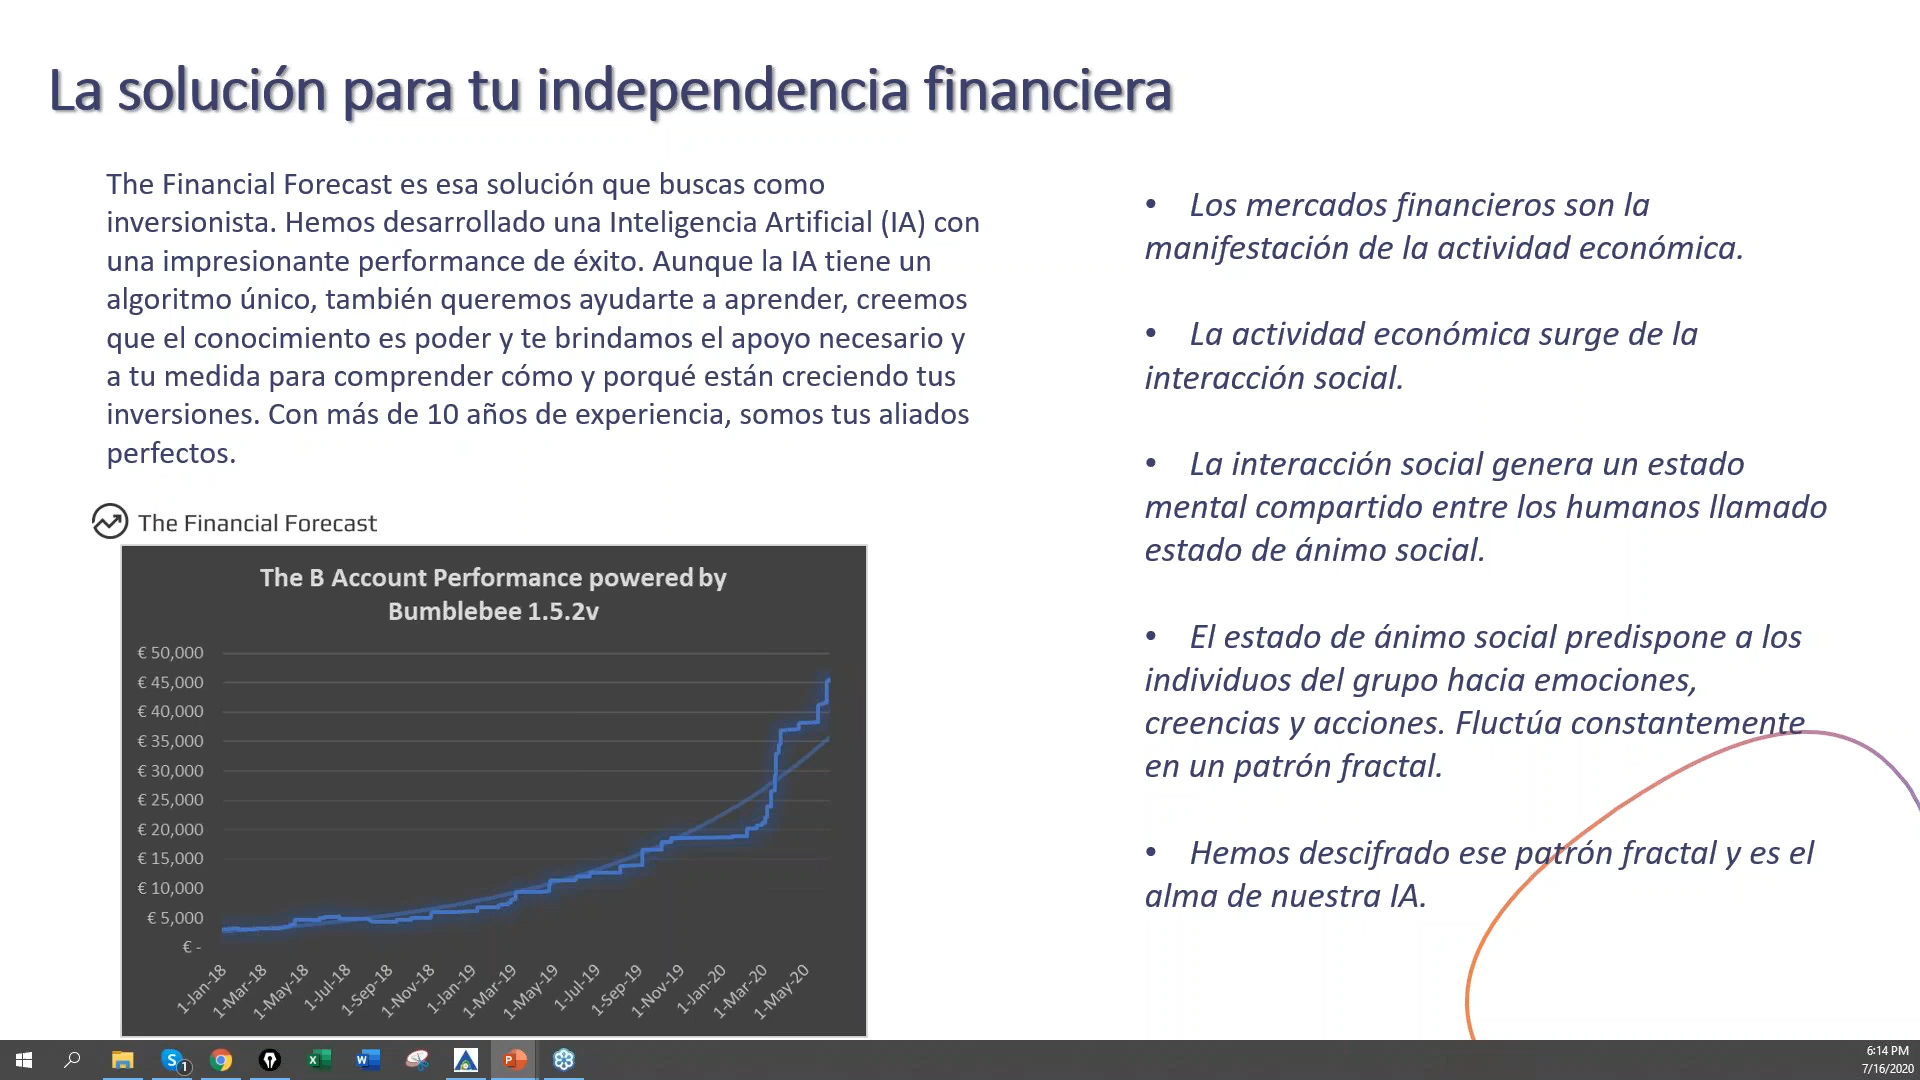 La solución para tu independencia financiera
The Financial Forecast es esa solución que buscas como
inversionista. Hemos desarrollado una Inteligencia Artificial (IA) con
una impresionante performance de éxito. Aunque la IA tiene un
algoritmo único, también queremos ayudarte a aprender, creemos
que el conocimiento es poder y te brindamos el apoyo necesario y
a tu medida para comprender cómo y porqué están creciendo tus
inversiones. Con más de 10 años de experiencia, somos tus aliados
perfectos.
The Financial Forecast
The B Account Performance powered by
Bumblebee 1.5.2v
€ 50,000
€ 45,000
€ 40,000
€ 35,000
€ 30,000
€ 25,000
€ 20,000
€ 15,000
€ 10,000
€ 5,000
€ -
1-Jan-18
1-Mar-18
1-May-18
1-Jul-18
1-Sep-18
1-Nov-18
1-Jan-19
1-Mar-19
1-May-19
1-Jul-19
1-Sep-19
1-Nov-19
1-Jan-20
1-Mar-20
1-May-20
• Los mercados financieros son la
manifestación de la actividad económica.
• La actividad económica surge de la
interacción social.
• La interacción social genera un estado
mental compartido entre los humanos llamado
estado de ánimo social.
• El estado de ánimo social predispone a los
individuos del grupo hacia emociones,
creencias y acciones. Fluctúa constantemente
en un patrón fractal.
• Hemos descifrado ese patrón fractal y es el
alma de nuestra IA.
6:14 PM
7/16/2020